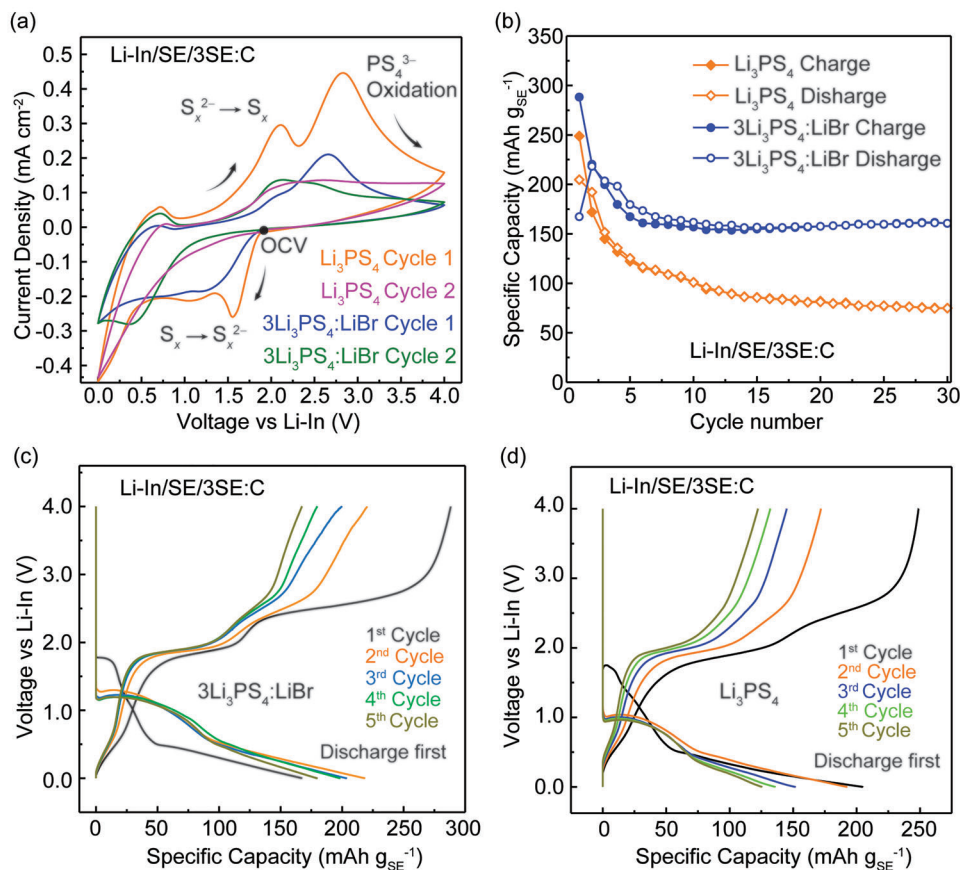 (a)
Li-In/SE/3SE:C
Sₓ²⁻ → Sₓ
PS₄³⁻
Oxidation
OCV
Sₓ → Sₓ²⁻
Li₃PS₄ Cycle 1
Li₃PS₄ Cycle 2
3Li₃PS₄:LiBr Cycle 1
3Li₃PS₄:LiBr Cycle 2
Current Density (mA cm⁻²)
0.5
0.4
0.3
0.2
0.1
0.0
-0.1
-0.2
-0.3
-0.4
0.0 0.5 1.0 1.5 2.0 2.5 3.0 3.5 4.0
Voltage vs Li-In (V)
(b)
Li₃PS₄ Charge
Li₃PS₄ Disharge
3Li₃PS₄:LiBr Charge
3Li₃PS₄:LiBr Disharge
Li-In/SE/3SE:C
Specific Capacity (mAh g_SE⁻¹)
350
300
250
200
150
100
50
0
0 5 10 15 20 25 30
Cycle number
(c)
Li-In/SE/3SE:C
1ˢᵗ Cycle
2ⁿᵈ Cycle
3ʳᵈ Cycle
4ᵗʰ Cycle
5ᵗʰ Cycle
3Li₃PS₄:LiBr
Discharge first
Voltage vs Li-In (V)
4.0
3.0
2.0
1.0
0.0
0 50 100 150 200 250 300
Specific Capacity (mAh g_SE⁻¹)
(d)
Li-In/SE/3SE:C
1ˢᵗ Cycle
2ⁿᵈ Cycle
3ʳᵈ Cycle
4ᵗʰ Cycle
5ᵗʰ Cycle
Li₃PS₄
Discharge first
Voltage vs Li-In (V)
4.0
3.0
2.0
1.0
0.0
0 50 100 150 200 250
Specific Capacity (mAh g_SE⁻¹)